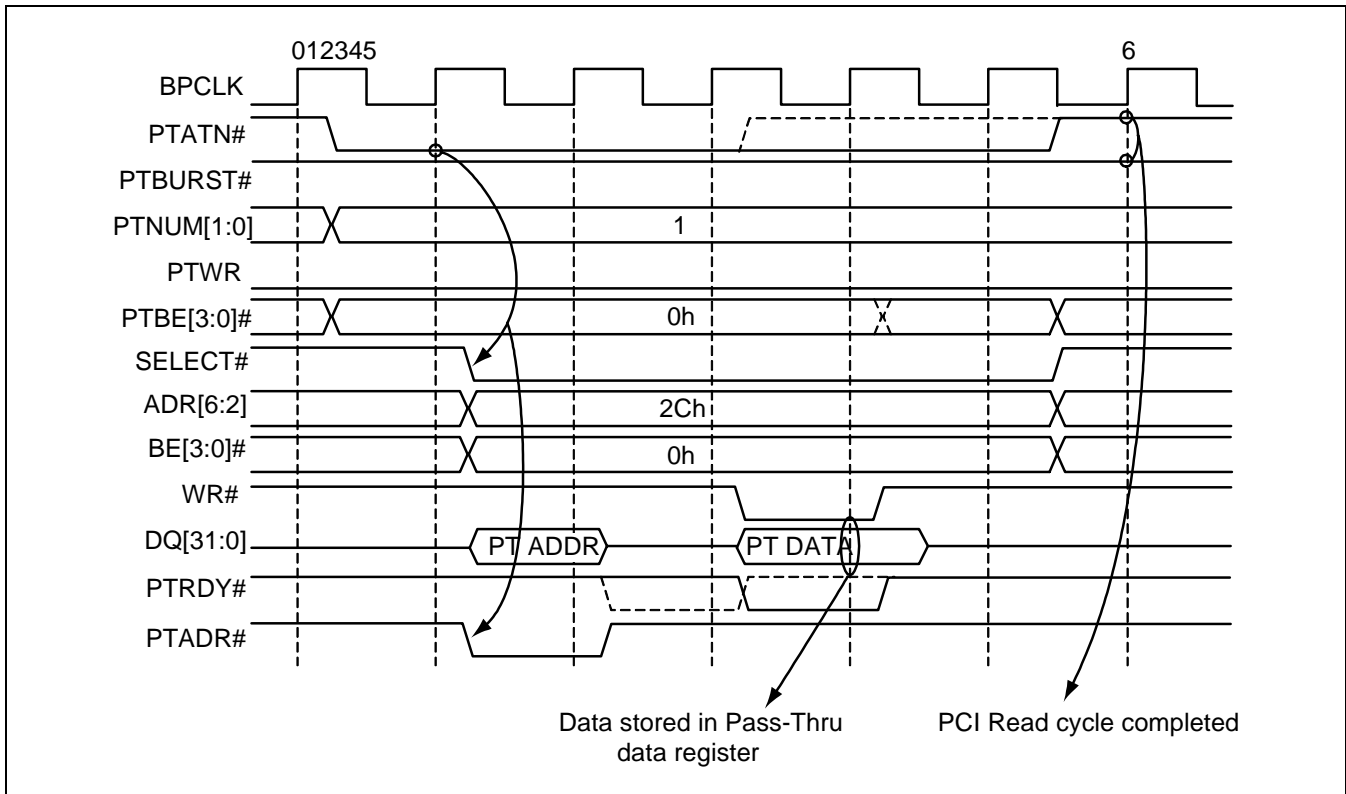 012345 6
BPCLK
PTATN#
PTBURST#
PTNUM[1:0] 1
PTWR
PTBE[3:0]# 0h
SELECT#
ADR[6:2] 2Ch
BE[3:0]# 0h
WR#
DQ[31:0] PT ADDR PT DATA
PTRDY#
PTADR#
Data stored in Pass-Thru PCI Read cycle completed
data register